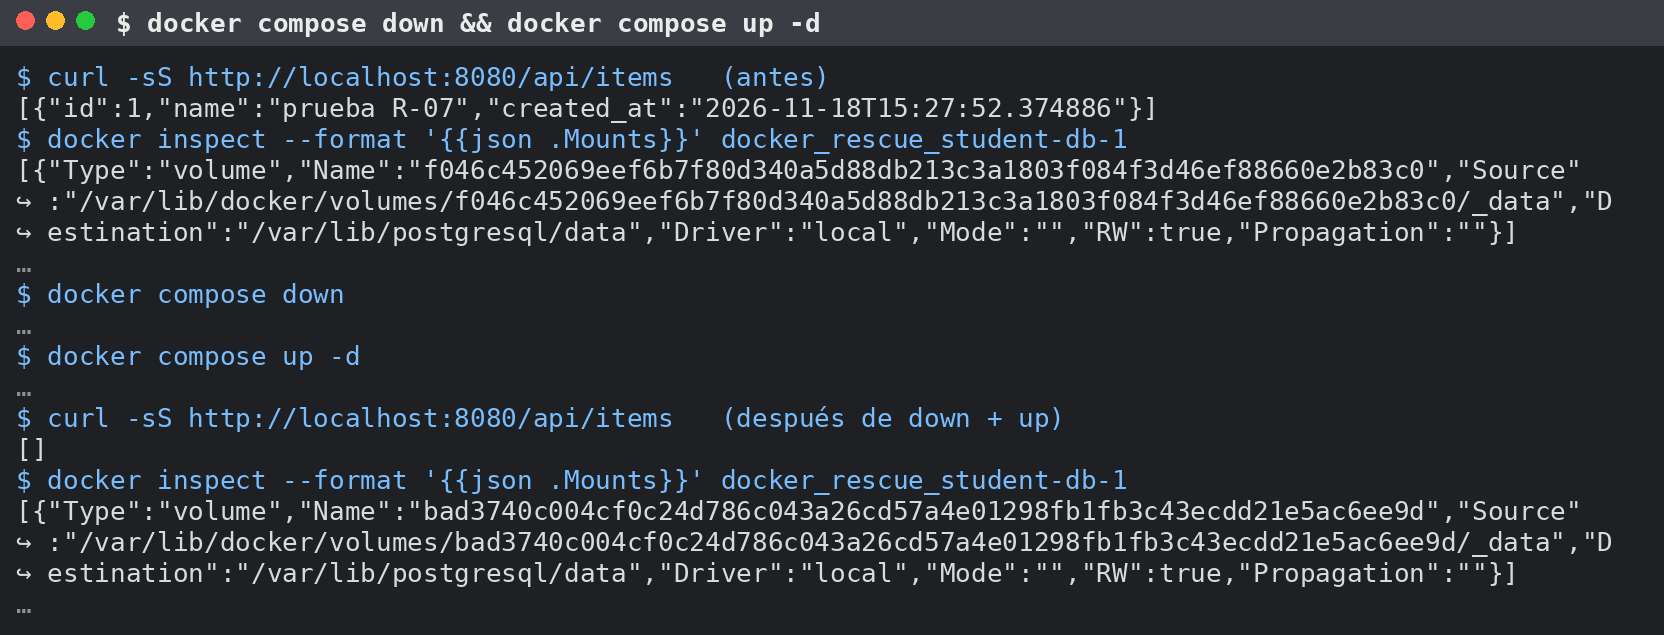 $ docker compose down && docker compose up -d
$ curl -sS http://localhost:8080/api/items   (antes)
[{"id":1,"name":"prueba R-07","created_at":"2026-11-18T15:27:52.374886"}]
$ docker inspect --format '{{json .Mounts}}' docker_rescue_student-db-1
[{"Type":"volume","Name":"f046c452069eef6b7f80d340a5d88db213c3a1803f084f3d46ef88660e2b83c0","Source"
↪ :"/var/lib/docker/volumes/f046c452069eef6b7f80d340a5d88db213c3a1803f084f3d46ef88660e2b83c0/_data","D
↪ estination":"/var/lib/postgresql/data","Driver":"local","Mode":"","RW":true,"Propagation":""}]
…
$ docker compose down
…
$ docker compose up -d
…
$ curl -sS http://localhost:8080/api/items   (después de down + up)
[]
$ docker inspect --format '{{json .Mounts}}' docker_rescue_student-db-1
[{"Type":"volume","Name":"bad3740c004cf0c24d786c043a26cd57a4e01298fb1fb3c43ecdd21e5ac6ee9d","Source"
↪ :"/var/lib/docker/volumes/bad3740c004cf0c24d786c043a26cd57a4e01298fb1fb3c43ecdd21e5ac6ee9d/_data","D
↪ estination":"/var/lib/postgresql/data","Driver":"local","Mode":"","RW":true,"Propagation":""}]
…